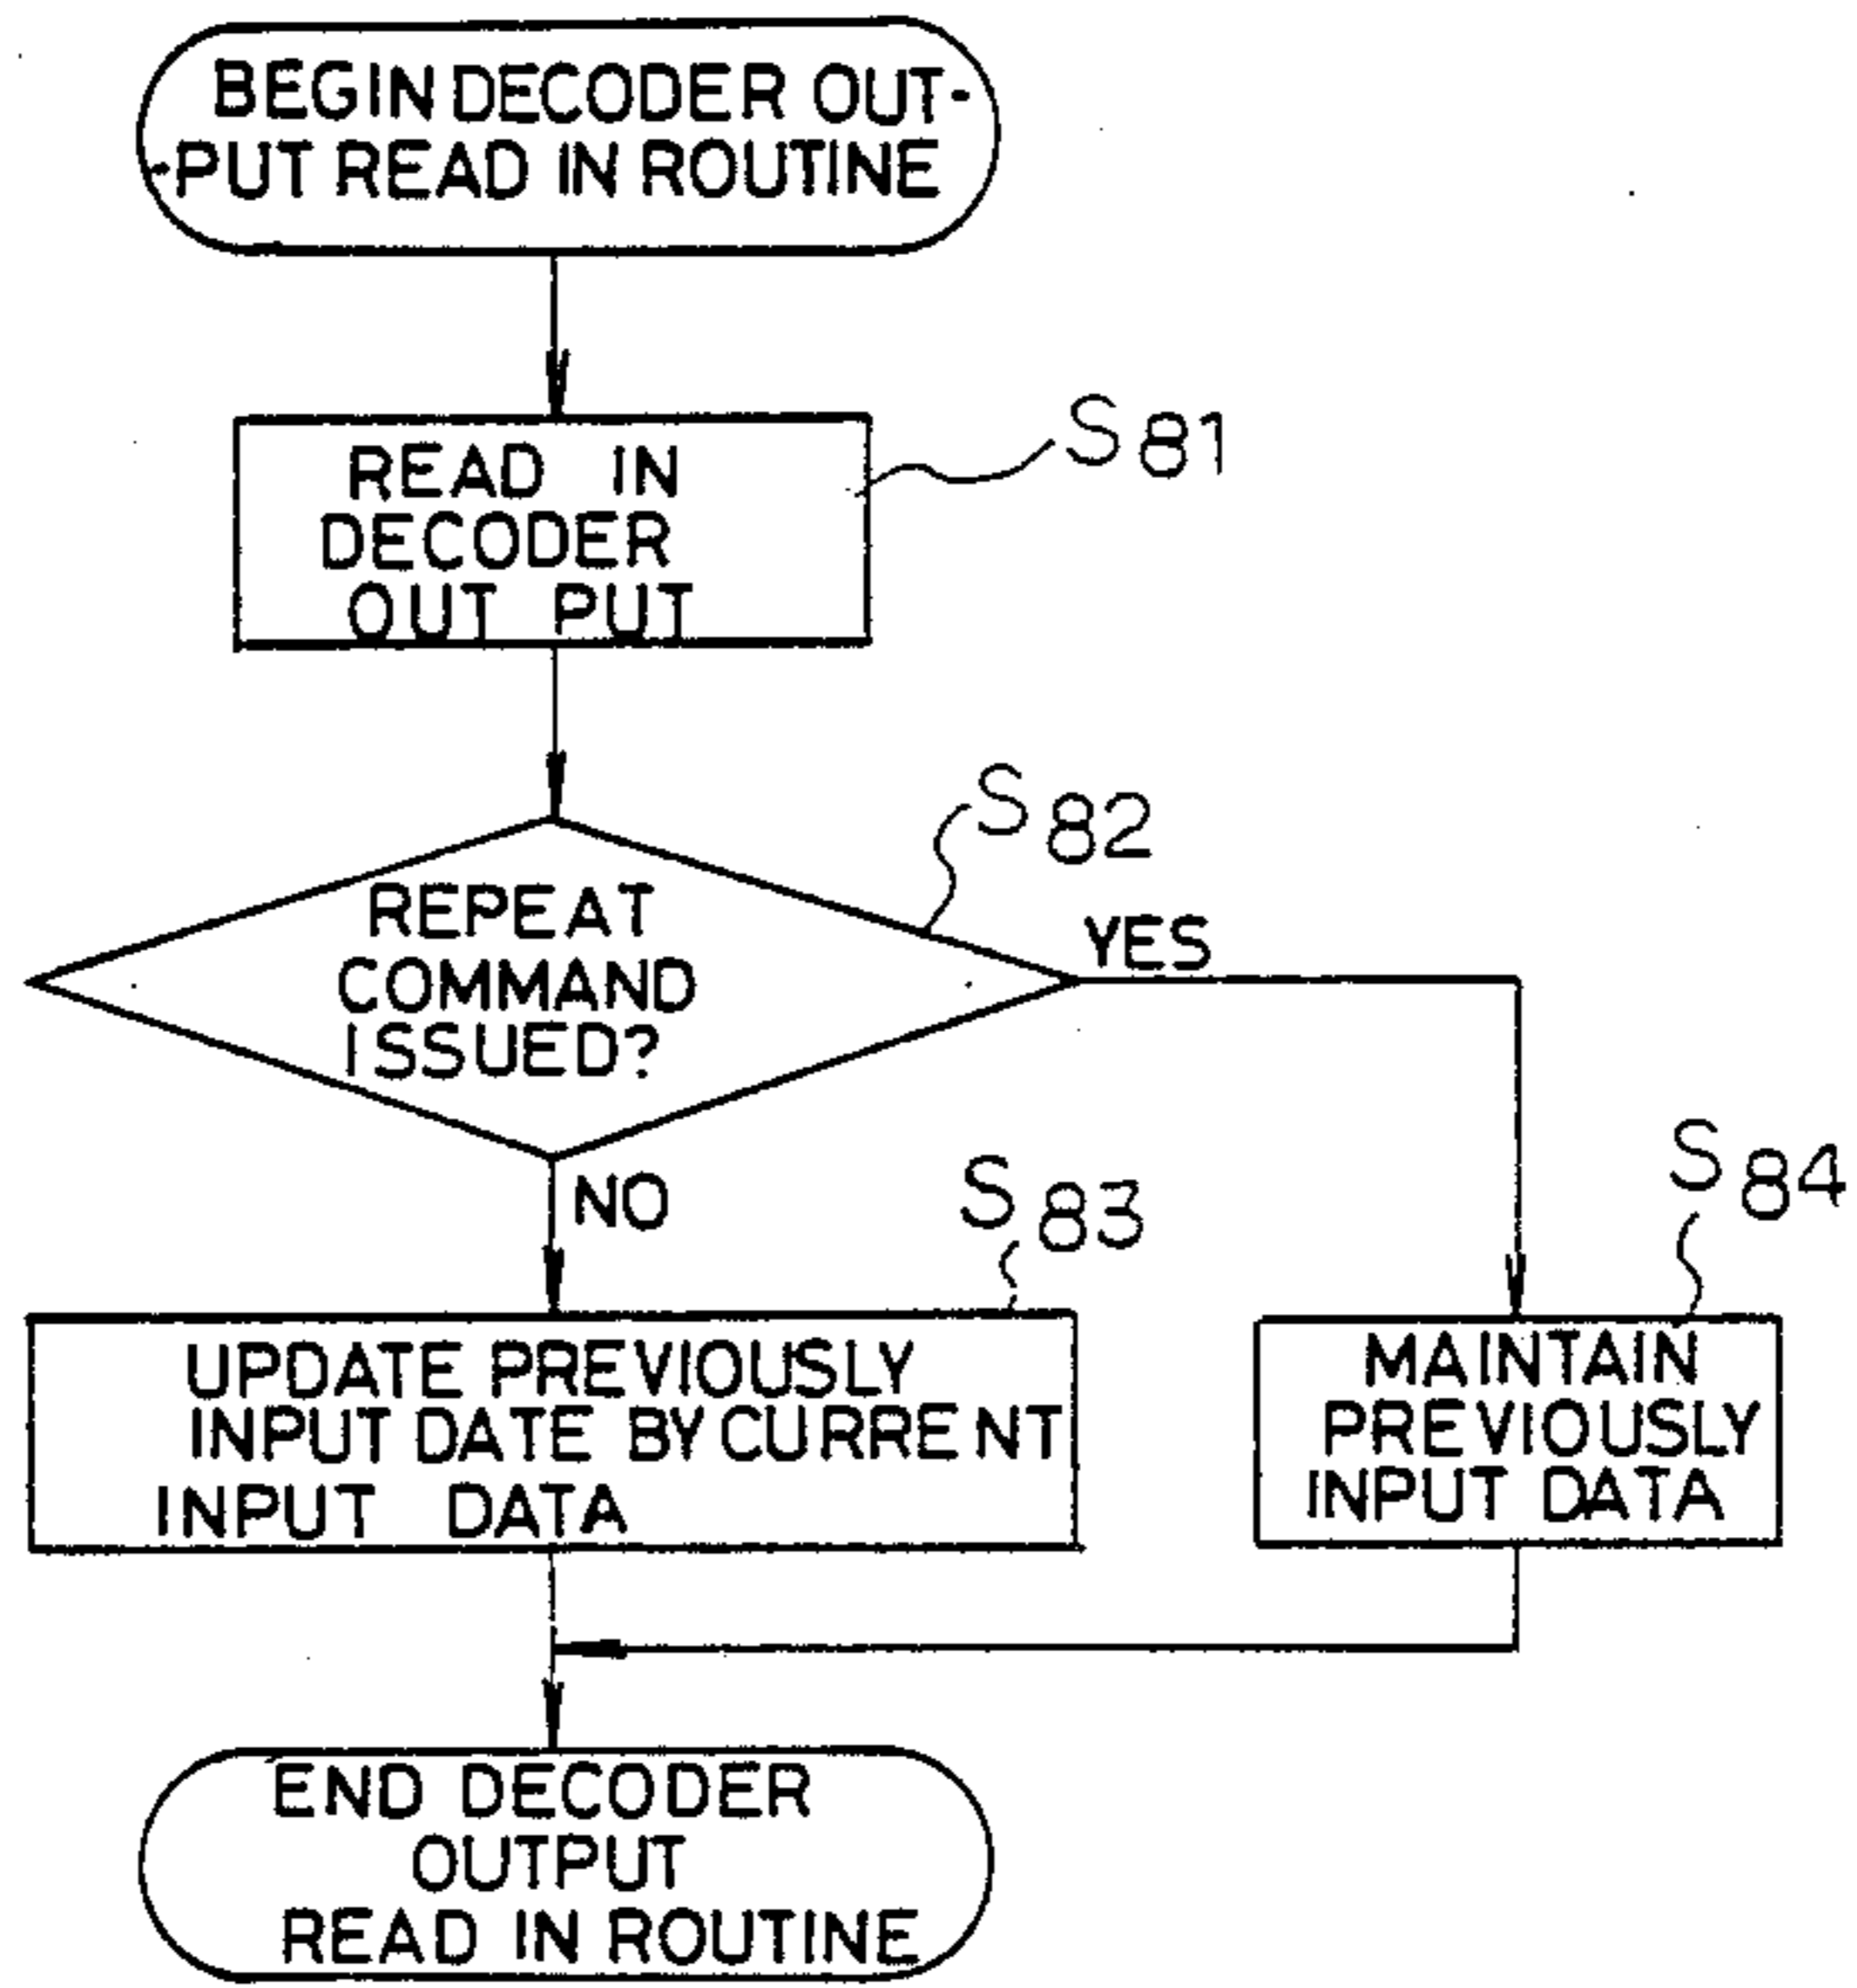 BEGIN DECODER OUT-
-PUT READ IN ROUTINE
READ IN
DECODER
OUT PUT
S81
S82
REPEAT
COMMAND
ISSUED?
YES
NO
S83
S84
UPDATE PREVIOUSLY
INPUT DATE BY CURRENT
INPUT DATA
MAINTAIN
PREVIOUSLY
INPUT DATA
END DECODER
OUTPUT
READ IN ROUTINE